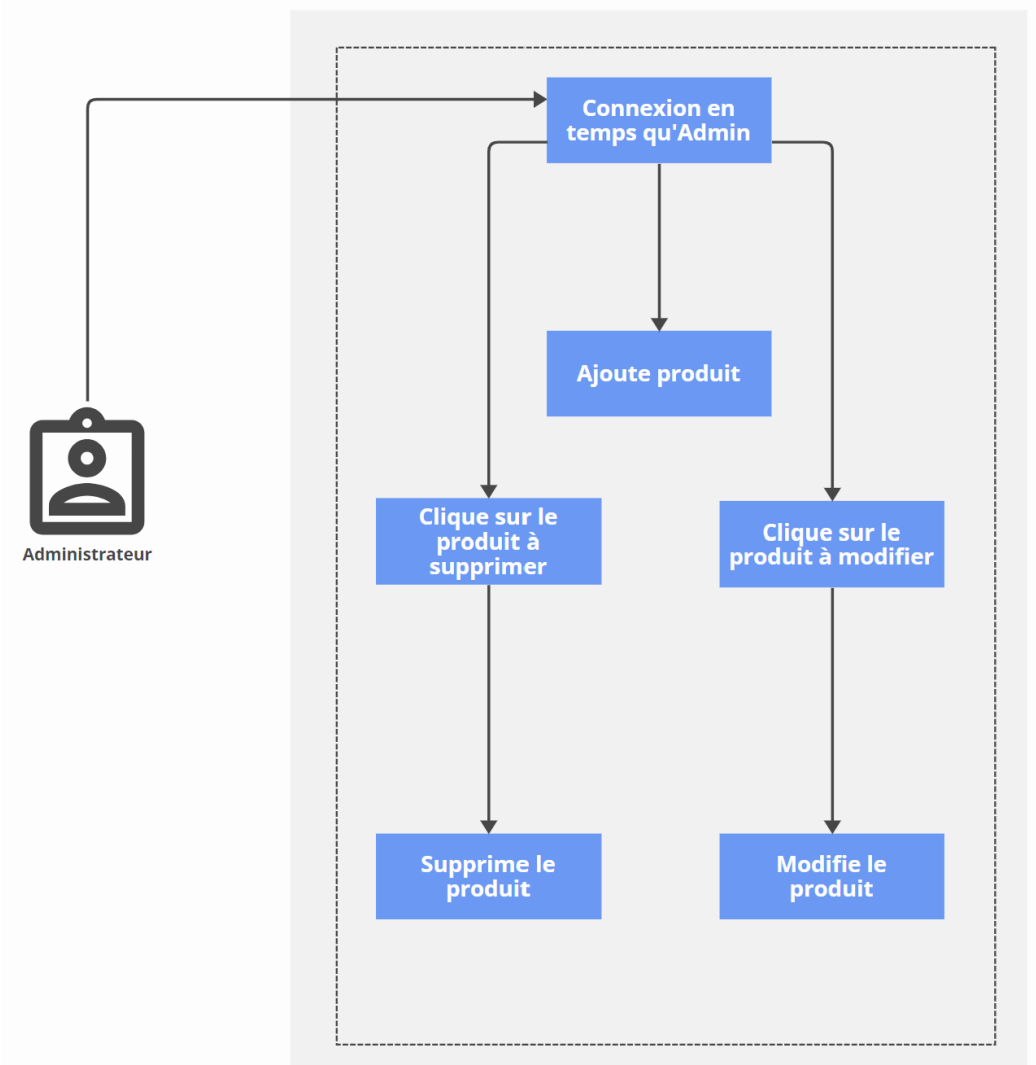 Connexion en
temps qu'Admin
Ajoute produit
Clique sur le
produit à
supprimer
Clique sur le
produit à modifier
Administrateur
Supprime le
produit
Modifie le
produit